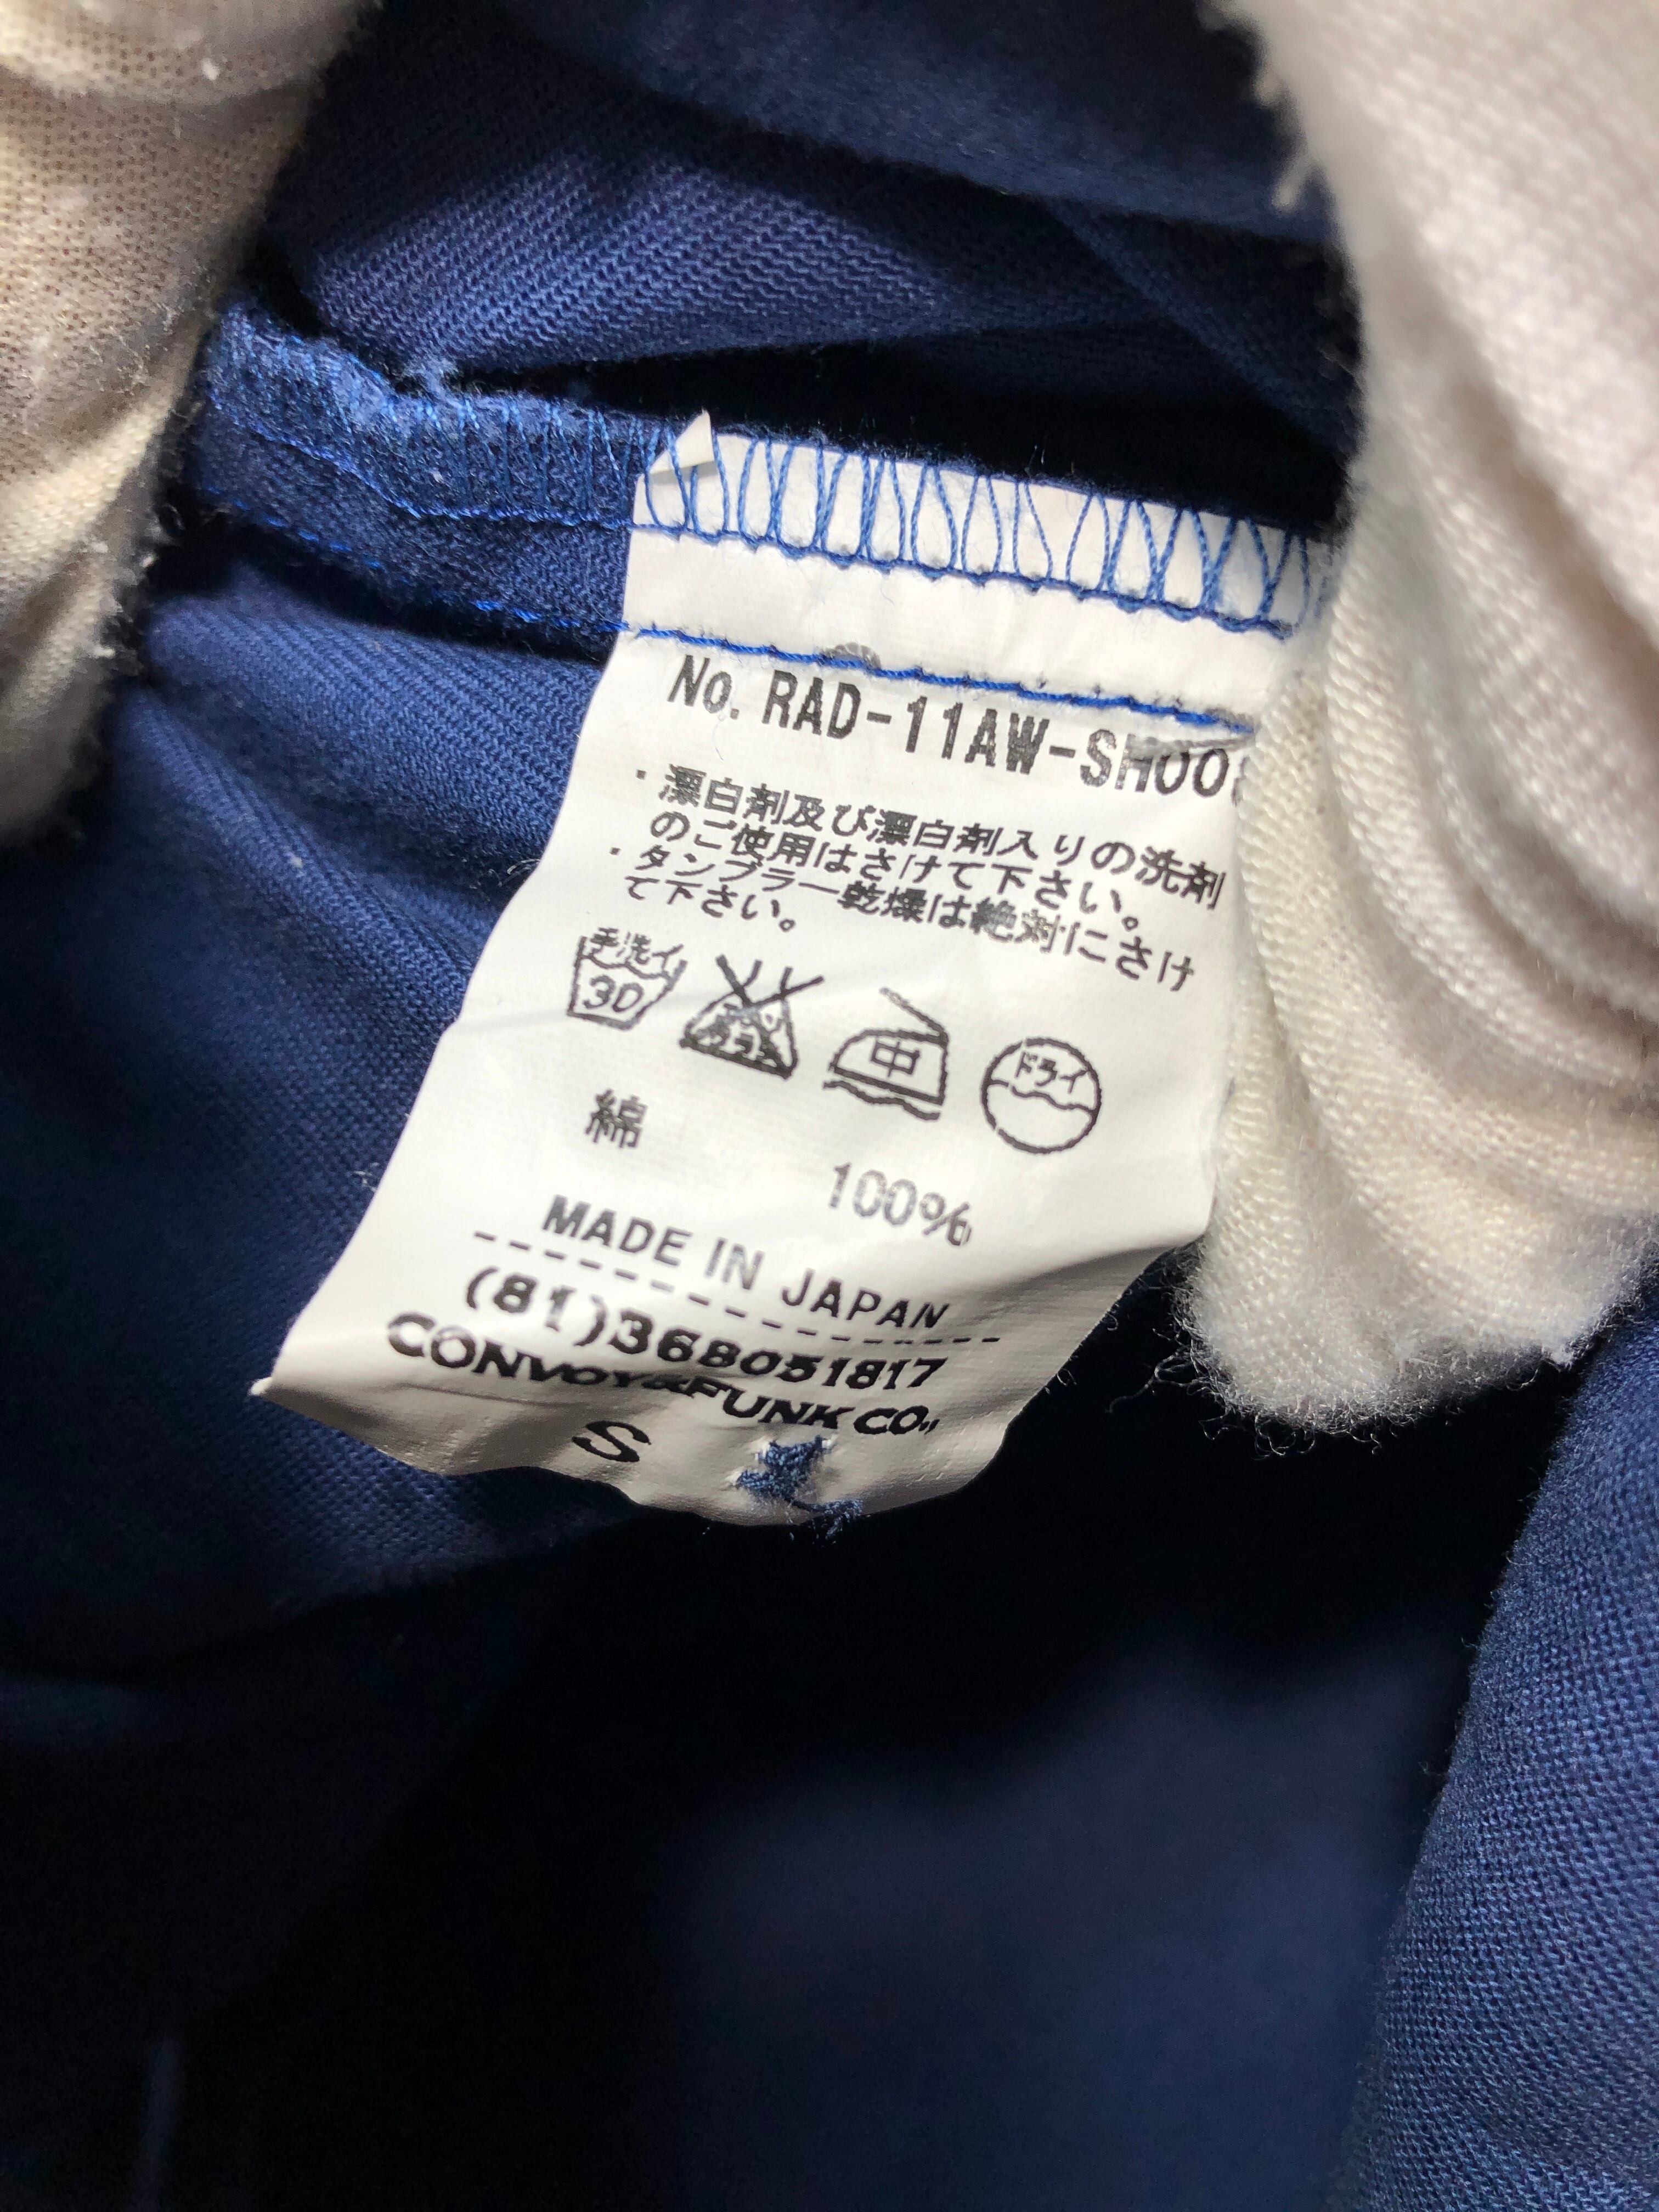 No. RAD-11AW-SH00
・漂白剤及び漂白剤入りの洗剤
のご使用はさけて下さい。
・タンブラー乾燥は絶対にさけ
て下さい。
手洗イ
30
中
ドライ
綿 100%
MADE IN JAPAN
(81)368051817
CONVOY&FUNK CO.,
S